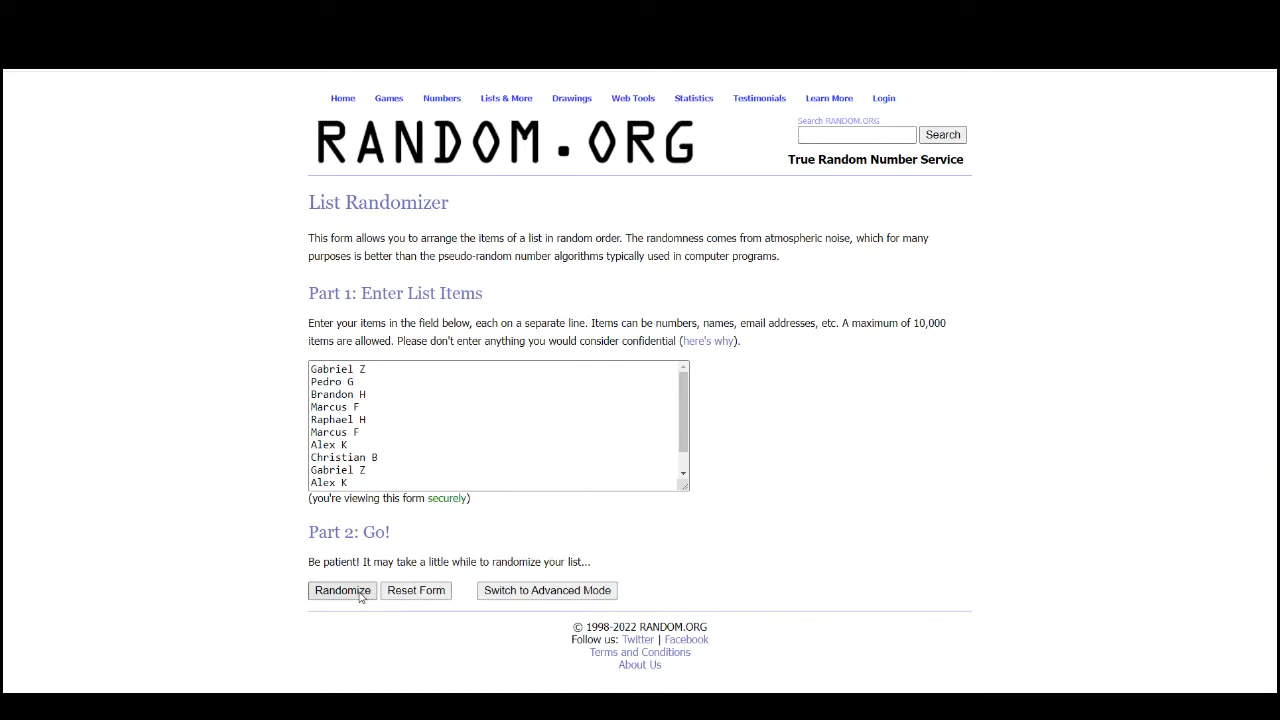 Home Games Numbers Lists & More Drawings Web Tools Statistics Testimonials Learn More Login
RANDOM.ORG
Search RANDOM.ORG
Search
True Random Number Service
List Randomizer
This form allows you to arrange the items of a list in random order. The randomness comes from atmospheric noise, which for many
purposes is better than the pseudo-random number algorithms typically used in computer programs.
Part 1: Enter List Items
Enter your items in the field below, each on a separate line. Items can be numbers, names, email addresses, etc. A maximum of 10,000
items are allowed. Please don't enter anything you would consider confidential (here's why).
Gabriel Z
Pedro G
Brandon H
Marcus F
Raphael H
Marcus F
Alex K
Christian B
Gabriel Z
Alex K
(you're viewing this form securely)
Part 2: Go!
Be patient! It may take a little while to randomize your list...
Randomize Reset Form Switch to Advanced Mode
© 1998-2022 RANDOM.ORG
Follow us: Twitter | Facebook
Terms and Conditions
About Us